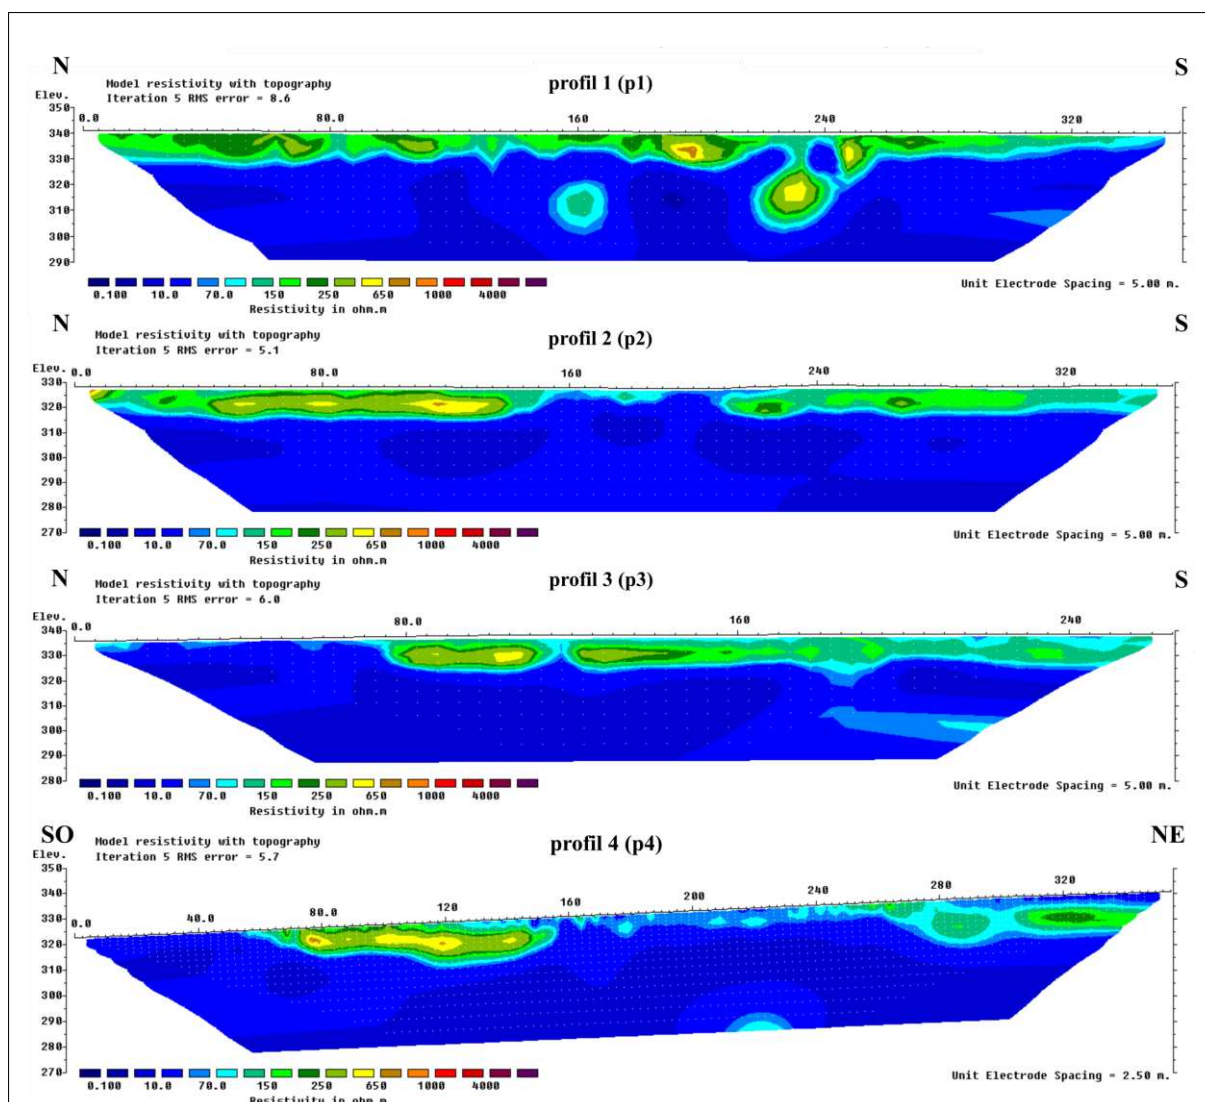 N profil 1 (p1) S
Model resistivity with topography
Iteration 5 RMS error = 8.6
Elev.
0.0 80.0 160 240 320
350
340
330
320
310
300
290
0.100 10.0 70.0 150 250 650 1000 4000
Resistivity in ohm.m
Unit Electrode Spacing = 5.00 m.
N profil 2 (p2) S
Model resistivity with topography
Iteration 5 RMS error = 5.1
Elev.
0.0 80.0 160 240 320
330
320
310
300
290
280
270
0.100 10.0 70.0 150 250 650 1000 4000
Resistivity in ohm.m
Unit Electrode Spacing = 5.00 m.
N profil 3 (p3) S
Model resistivity with topography
Iteration 5 RMS error = 6.0
Elev.
0.0 80.0 160 240
340
330
320
310
300
290
280
0.100 10.0 70.0 150 250 650 1000 4000
Resistivity in ohm.m
Unit Electrode Spacing = 5.00 m.
SO profil 4 (p4) NE
Model resistivity with topography
Iteration 5 RMS error = 5.7
Elev.
0.0 40.0 80.0 120 160 200 240 280 320
350
340
330
320
310
300
290
280
270
0.100 10.0 70.0 150 250 650 1000 4000
Resistivity in ohm.m
Unit Electrode Spacing = 2.50 m.